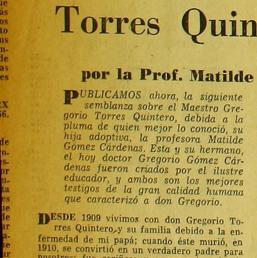 Torres Quin
por la Prof. Matilde
PUBLICAMOS ahora, la siguiente
semblanza sobre el Maestro Gre-
gorio Torres Quintero, debida a la
pluma de quien mejor lo conoció, su
hija adoptiva, la profesora Matilde
Gómez Cárdenas. Esta y su hermano,
el hoy doctor Gregorio Gómez Cár-
denas fueron criados por el ilustre
educador, y ambos son los mejores
testigos de la gran calidad humana
que caracterizó a don Gregorio.
DESDE 1909 vivimos con don Gregorio To-
rres Quintero, y su familia debido a la en-
fermedad de mi papá; cuando éste murió, en
1910, se convirtió en un verdadero padre para